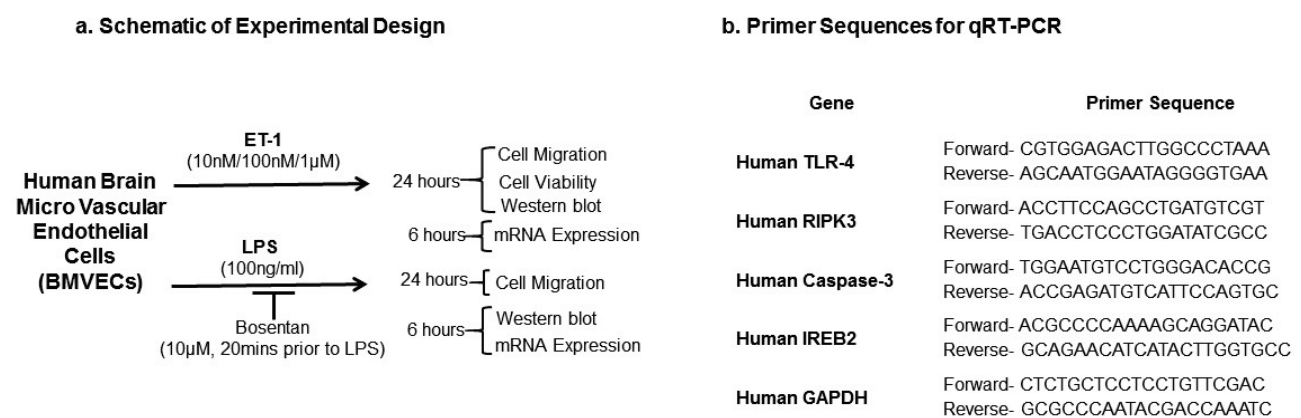 a. Schematic of Experimental Design
Human Brain
Micro Vascular
Endothelial
Cells
(BMVECs)
ET-1
(10nM/100nM/1µM)
24 hours
Cell Migration
Cell Viability
Western blot
6 hours
mRNA Expression
LPS
(100ng/ml)
Bosentan
(10µM, 20mins prior to LPS)
24 hours
Cell Migration
6 hours
Western blot
mRNA Expression
b. Primer Sequences for qRT-PCR
Gene Primer Sequence
Human TLR-4
Forward- CGTGGAGACTTGGCCCTAAA
Reverse- AGCAATGGAATAGGGGTGAA
Human RIPK3
Forward- ACCTTCCAGCCTGATGTCGT
Reverse- TGACCTCCCTGGATATCGCC
Human Caspase-3
Forward- TGGAATGTCCTGGGACACCG
Reverse- ACCGAGATGTCATTCCAGTGC
Human IREB2
Forward- ACGCCCCAAAAGCAGGATAC
Reverse- GCAGAACATCATACTTGGTGCC
Human GAPDH
Forward- CTCTGCTCCTCCTGTTCGAC
Reverse- GCGCCCAATACGACCAAATC